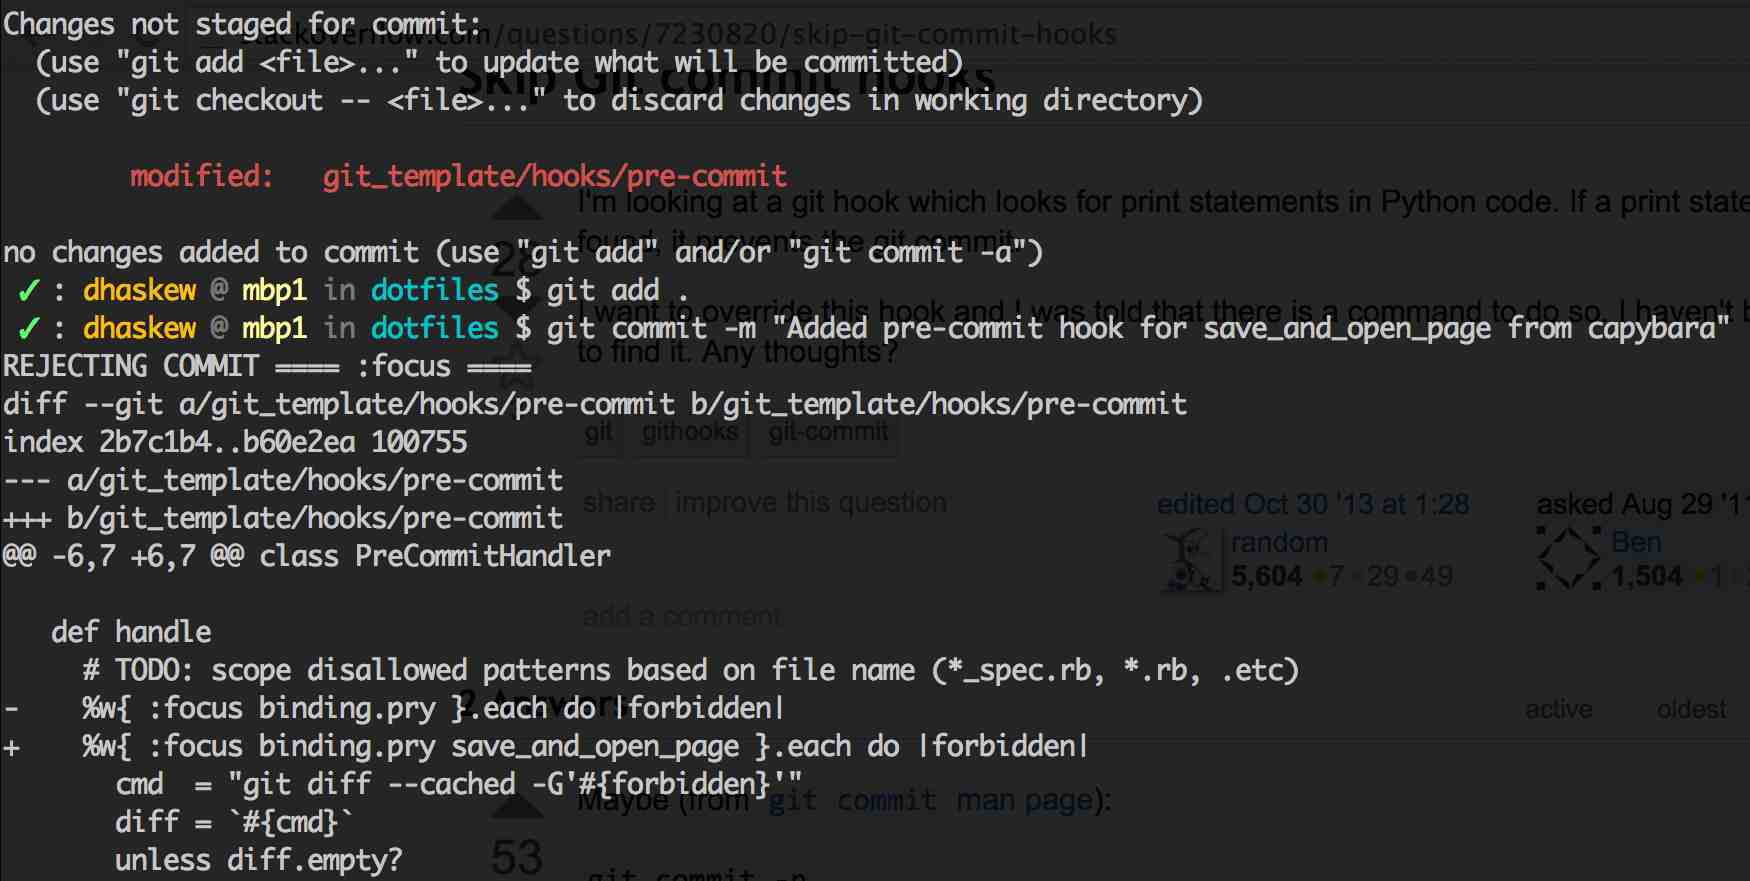 Changes not staged for commit:
stackoverflow.com/questions/7230820/skip-git-commit-hooks
(use "git add <file>..." to update what will be committed)
Skip Git commit hooks
(use "git checkout -- <file>..." to discard changes in working directory)
modified:   git_template/hooks/pre-commit
I'm looking at a git hook which looks for print statements in Python code. If a print state
found, it prevents the git commit.
no changes added to commit (use "git add" and/or "git commit -a")
28
✓ : dhaskew @ mbp1 in dotfiles $ git add .
I want to override this hook and I was told that there is a command to do so. I haven't b
✓ : dhaskew @ mbp1 in dotfiles $ git commit -m "Added pre-commit hook for save_and_open_page from capybara"
to find it. Any thoughts?
REJECTING COMMIT ==== :focus ====
diff --git a/git_template/hooks/pre-commit b/git_template/hooks/pre-commit
git githooks git-commit
index 2b7c1b4..b60e2ea 100755
--- a/git_template/hooks/pre-commit
share improve this question
edited Oct 30 '13 at 1:28
asked Aug 29 '11
+++ b/git_template/hooks/pre-commit
random
5,604 7 29 49
Ben
1,504 1
@@ -6,7 +6,7 @@ class PreCommitHandler
add a comment
def handle
# TODO: scope disallowed patterns based on file name (*_spec.rb, *.rb, .etc)
2 Answers
active oldest
-    %w{ :focus binding.pry }.each do |forbidden|
+    %w{ :focus binding.pry save_and_open_page }.each do |forbidden|
cmd  = "git diff --cached -G'#{forbidden}'"
Maybe (from git commit man page):
diff = `#{cmd}`
unless diff.empty?
53
git commit -n